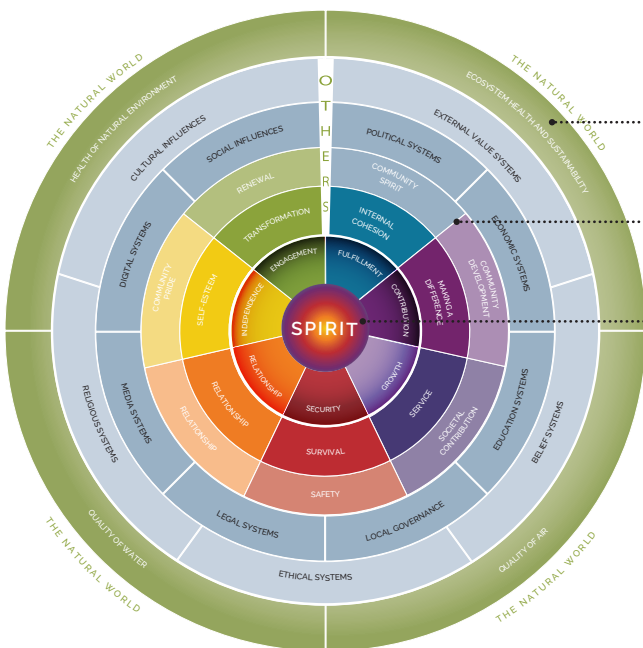 THE NATURAL WORLD
THE NATURAL WORLD
HEALTH OF NATURAL ENVIRONMENT
ECOSYSTEM HEALTH AND SUSTAINABILITY
CULTURAL INFLUENCES
OTHERS
EXTERNAL VALUE SYSTEMS
SOCIAL INFLUENCES
POLITICAL SYSTEMS
DIGITAL SYSTEMS
ECONOMIC SYSTEMS
RENEWAL
COMMUNITY
SPIRIT
TRANSFORMATION
INTERNAL
COHESION
COMMUNITY
PRIDE
SELF-ESTEEM
MAKING A
DIFFERENCE
COMMUNITY
DEVELOPMENT
ENGAGEMENT
FULFILLMENT
INDEPENDENCE
CONTRIBUTION
SPIRIT
RELATIONSHIP
GROWTH
SECURITY
RELATIONSHIP
SERVICE
RELATIONSHIP
SOCIETAL
CONTRIBUTION
SURVIVAL
SAFETY
MEDIA SYSTEMS
EDUCATION SYSTEMS
RELIGIOUS SYSTEMS
BELIEF SYSTEMS
LEGAL SYSTEMS
LOCAL GOVERNANCE
ETHICAL SYSTEMS
QUALITY OF WATER
QUALITY OF AIR
THE NATURAL WORLD
THE NATURAL WORLD